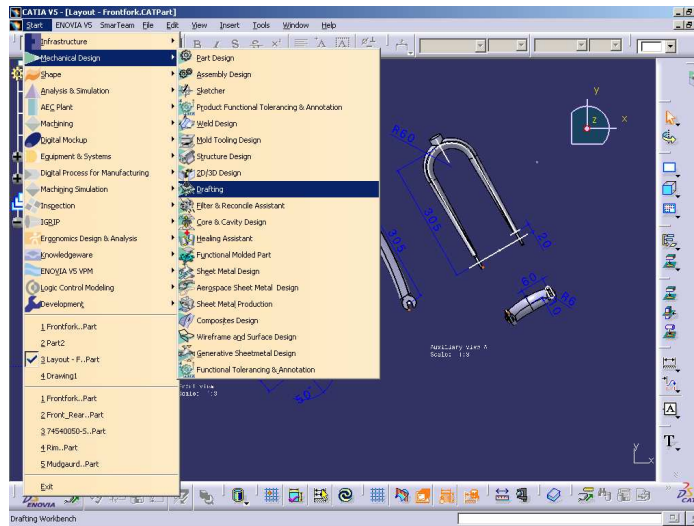 CATIA V5 - [Layout - Frontfork.CATPart]
Start ENOVIA V5 SmarTeam File Edit View Insert Tools Window Help
Infrastructure
Mechanical Design
Shape
Analysis & Simulation
AEC Plant
Machining
Digital Mockup
Equipment & Systems
Digital Process for Manufacturing
Machining Simulation
Inspection
IGRIP
Ergonomics Design & Analysis
Knowledgeware
ENOVIA V5 VPM
Logic Control Modeling
Development
1 Frontfork..Part
2 Part2
3 Layout - F..Part
4 Drawing1
1 Frontfork..Part
2 Front_Rear..Part
3 74540050-5..Part
4 Rim..Part
5 Mudgaurd..Part
Exit
Part Design
Assembly Design
Sketcher
Product Functional Tolerancing & Annotation
Weld Design
Mold Tooling Design
Structure Design
2D/3D Design
Drafting
Filter & Reconcile Assistant
Core & Cavity Design
Healing Assistant
Functional Molded Part
Sheet Metal Design
Aerospace Sheet Metal Design
Sheet Metal Production
Composites Design
Wireframe and Surface Design
Generative Sheetmetal Design
Functional Tolerancing & Annotation
B I S S x²
y
z x
R60
305
305
20
60
R6
Auxiliary view A
Scale: 1:3
50
y
x
A
T
ENOVIA
Drafting Workbench